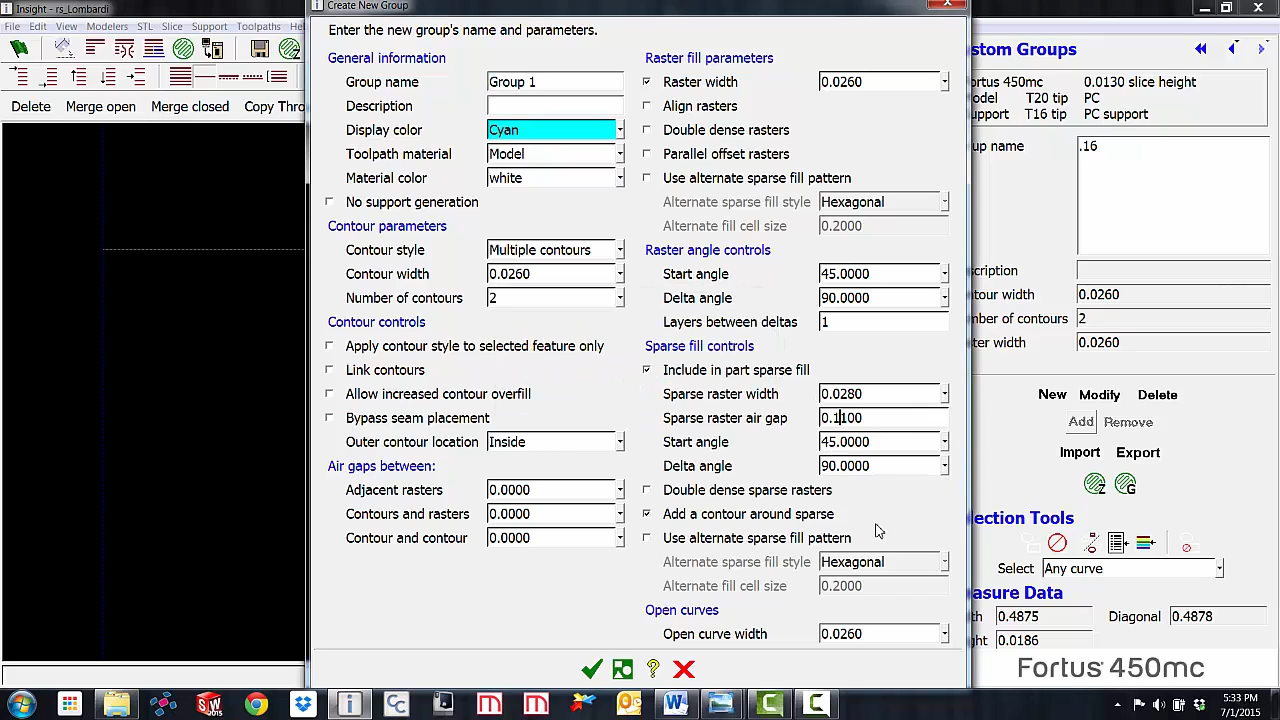 Insight - rs_Lombardi
File Edit View Modelers STL Slice Support Toolpaths
Delete Merge open Merge closed Copy Thro
Create New Group
Enter the new group's name and parameters.
General information
Group name Group 1
Description
Display color Cyan
Toolpath material Model
Material color white
No support generation
Contour parameters
Contour style Multiple contours
Contour width 0.0260
Number of contours 2
Contour controls
Apply contour style to selected feature only
Link contours
Allow increased contour overfill
Bypass seam placement
Outer contour location Inside
Air gaps between:
Adjacent rasters 0.0000
Contours and rasters 0.0000
Contour and contour 0.0000
Raster fill parameters
Raster width 0.0260
Align rasters
Double dense rasters
Parallel offset rasters
Use alternate sparse fill pattern
Alternate sparse fill style Hexagonal
Alternate fill cell size 0.2000
Raster angle controls
Start angle 45.0000
Delta angle 90.0000
Layers between deltas 1
Sparse fill controls
Include in part sparse fill
Sparse raster width 0.0280
Sparse raster air gap 0.1100
Start angle 45.0000
Delta angle 90.0000
Double dense sparse rasters
Add a contour around sparse
Use alternate sparse fill pattern
Alternate sparse fill style Hexagonal
Alternate fill cell size 0.2000
Open curves
Open curve width 0.0260
stom Groups
ortus 450mc 0.0130 slice height
odel T20 tip PC
upport T16 tip PC support
oup name .16
scription
tour width 0.0260
mber of contours 2
ter width 0.0260
New Modify Delete
Add Remove
Import Export
ection Tools
Select Any curve
easure Data
th 0.4875 Diagonal 0.4878
ght 0.0186
Fortus 450mc
5:33 PM
7/1/2015